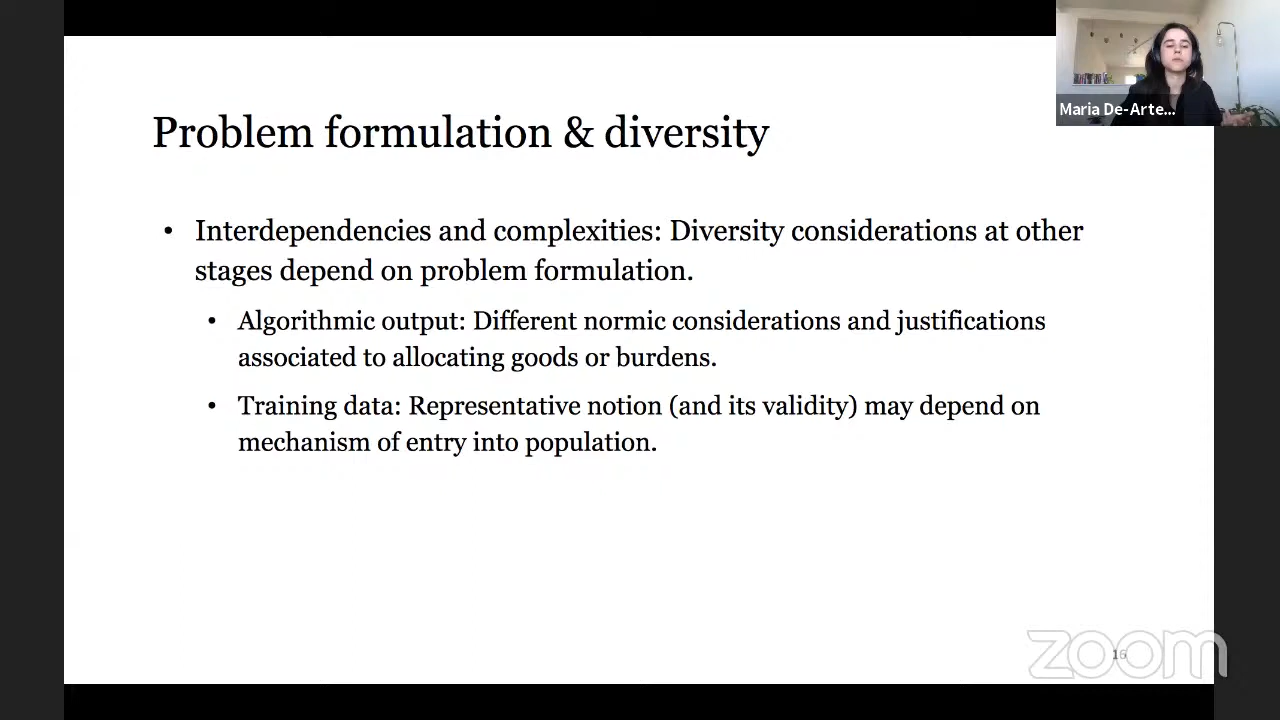 Maria De-Arte...
Problem formulation & diversity
• Interdependencies and complexities: Diversity considerations at other
stages depend on problem formulation.
• Algorithmic output: Different normic considerations and justifications
associated to allocating goods or burdens.
• Training data: Representative notion (and its validity) may depend on
mechanism of entry into population.
16
zoom